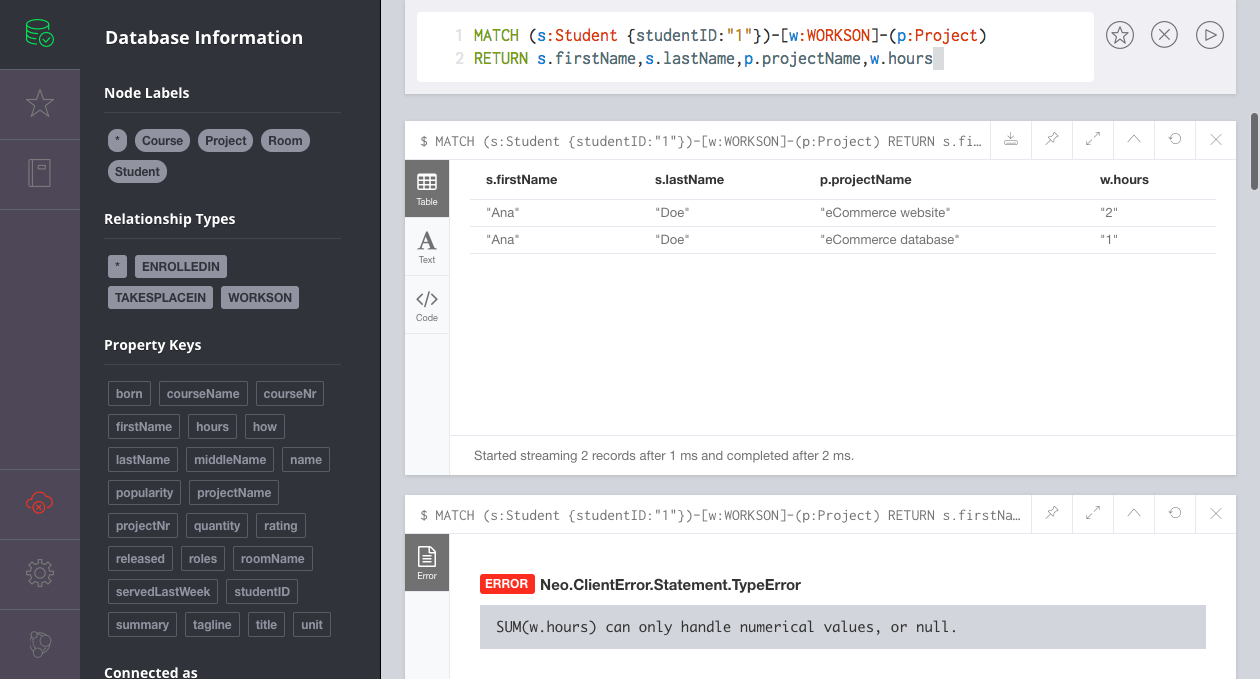 Database Information
Node Labels
* Course Project Room
Student
Relationship Types
* ENROLLEDIN
TAKESPLACEIN WORKSON
Property Keys
born courseName courseNr
firstName hours how
lastName middleName name
popularity projectName
projectNr quantity rating
released roles roomName
servedLastWeek studentID
summary tagline title unit
Connected as
1 MATCH (s:Student {studentID:"1"})-[w:WORKSON]-(p:Project)
2 RETURN s.firstName,s.lastName,p.projectName,w.hours
$ MATCH (s:Student {studentID:"1"})-[w:WORKSON]-(p:Project) RETURN s.fi…
Table
Text
Code
s.firstName s.lastName p.projectName w.hours
"Ana" "Doe" "eCommerce website" "2"
"Ana" "Doe" "eCommerce database" "1"
Started streaming 2 records after 1 ms and completed after 2 ms.
$ MATCH (s:Student {studentID:"1"})-[w:WORKSON]-(p:Project) RETURN s.firstNa…
Error
ERROR Neo.ClientError.Statement.TypeError
SUM(w.hours) can only handle numerical values, or null.